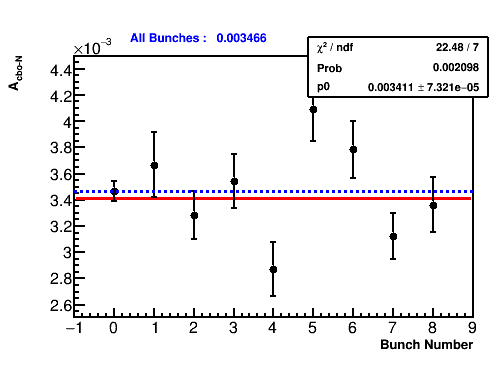 All Bunches : 0.003466
χ² / ndf 22.48 / 7
Prob 0.002098
p0 0.003411 ± 7.321e−05
×10⁻³
A_cbo-N
4.4
4.2
4
3.8
3.6
3.4
3.2
3
2.8
2.6
−1 0 1 2 3 4 5 6 7 8 9
Bunch Number